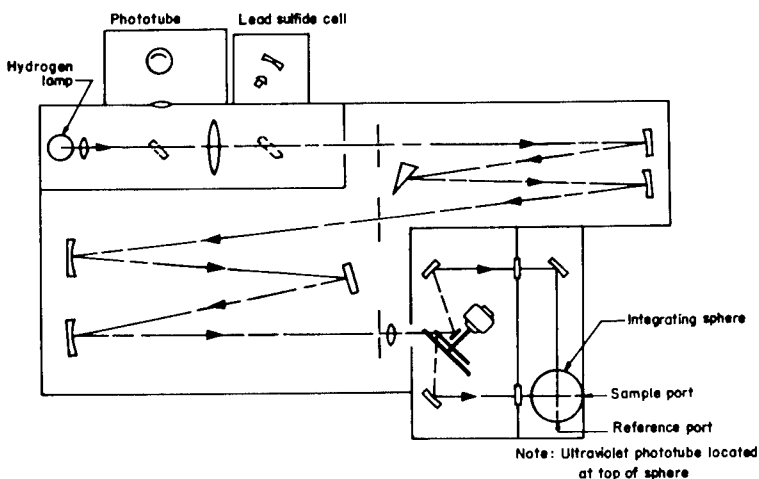 Phototube
Lead sulfide cell
Hydrogen
lamp
Integrating sphere
Sample port
Reference port
Note: Ultraviolet phototube located
at top of sphere